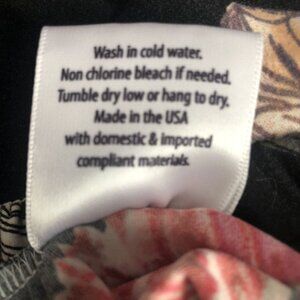 Wash in cold water.
Non chlorine bleach if needed.
Tumble dry low or hang to dry.
Made in the USA
with domestic & imported
compliant materials.